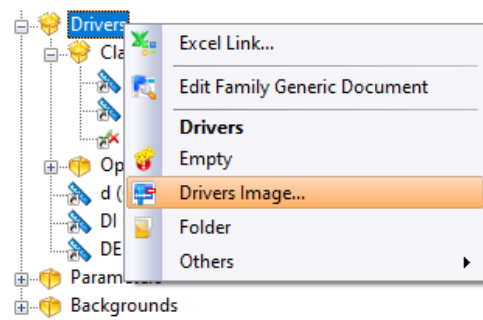 Drivers
Excel Link...
Cla
Edit Family Generic Document
Drivers
Empty
Op
d (
Drivers Image...
DI
Folder
DE
Others
Parameters
Backgrounds